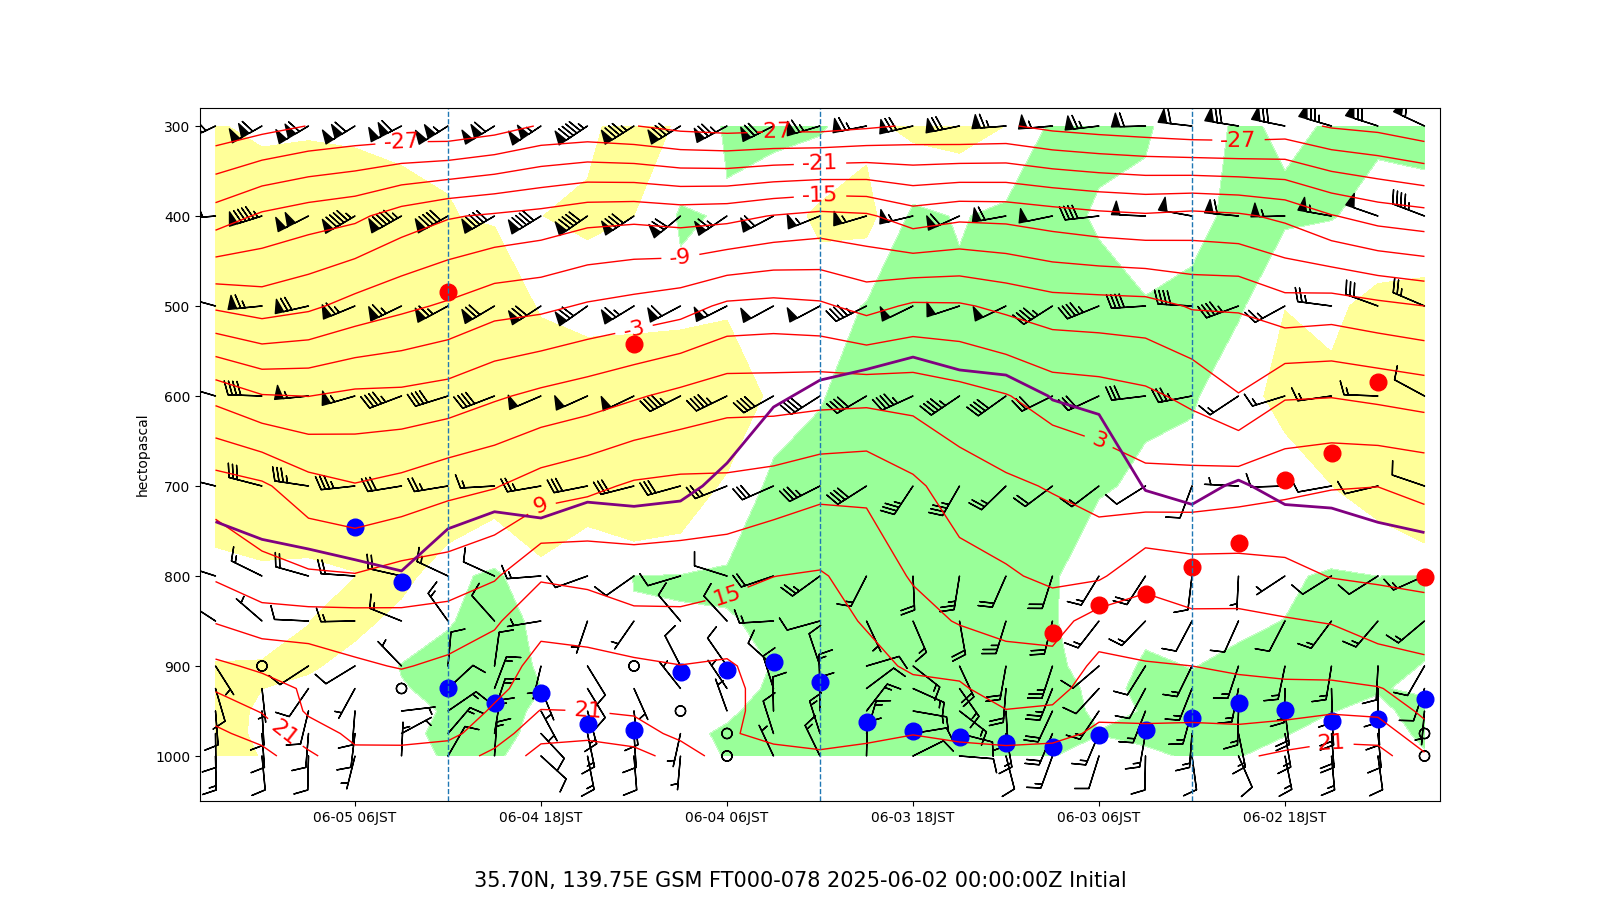 300
400
500
600
700
800
900
1000
hectopascal
-27
27
-27
-21
-15
-9
-3
3
9
15
21
21
21
06-05 06JST
06-04 18JST
06-04 06JST
06-03 18JST
06-03 06JST
06-02 18JST
35.70N, 139.75E GSM FT000-078 2025-06-02 00:00:00Z Initial